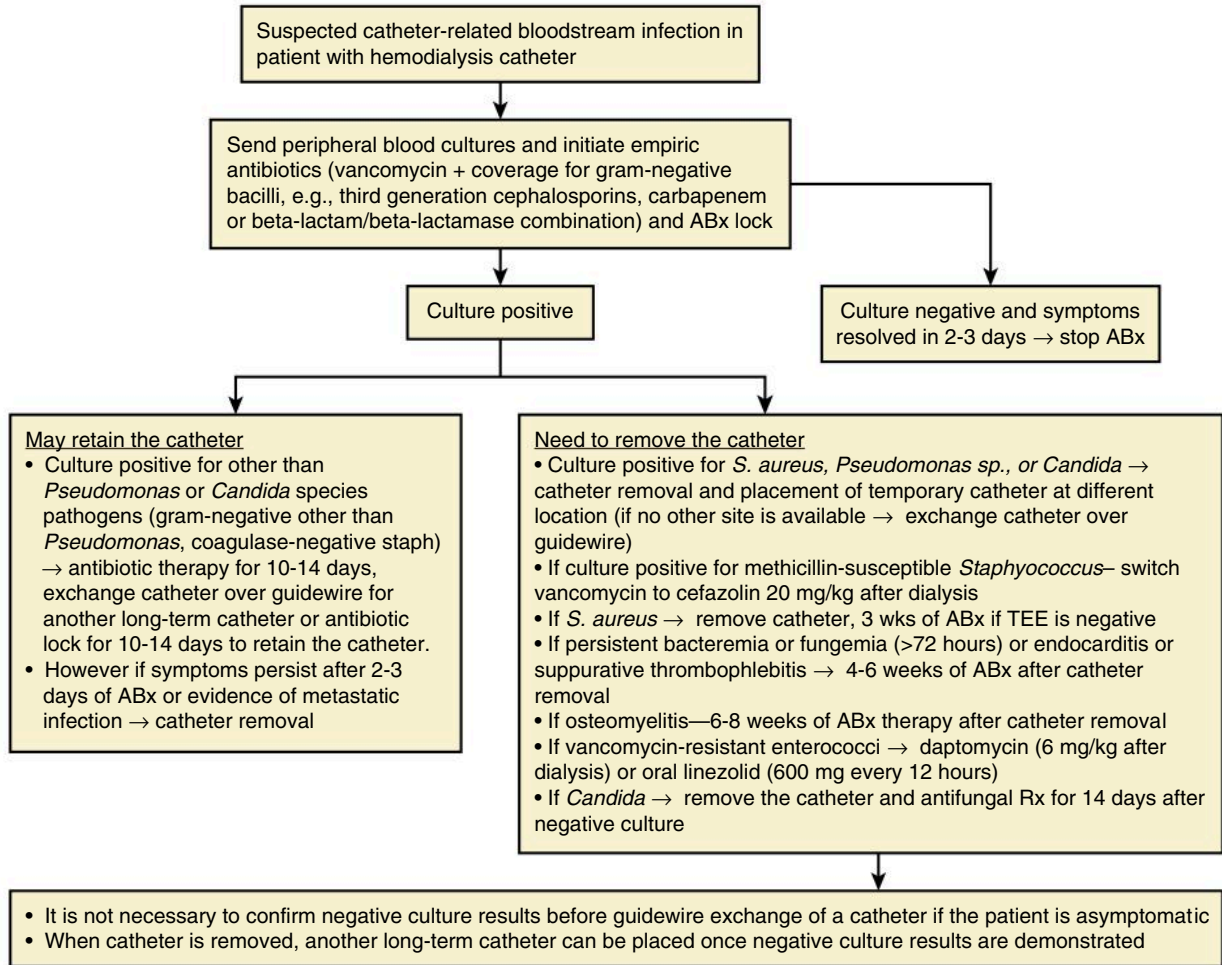 Suspected catheter-related bloodstream infection in
patient with hemodialysis catheter
Send peripheral blood cultures and initiate empiric
antibiotics (vancomycin + coverage for gram-negative
bacilli, e.g., third generation cephalosporins, carbapenem
or beta-lactam/beta-lactamase combination) and ABx lock
Culture positive
Culture negative and symptoms
resolved in 2-3 days → stop ABx
May retain the catheter
• Culture positive for other than
Pseudomonas or Candida species
pathogens (gram-negative other than
Pseudomonas, coagulase-negative staph)
→ antibiotic therapy for 10-14 days,
exchange catheter over guidewire for
another long-term catheter or antibiotic
lock for 10-14 days to retain the catheter.
• However if symptoms persist after 2-3
days of ABx or evidence of metastatic
infection → catheter removal
Need to remove the catheter
• Culture positive for S. aureus, Pseudomonas sp., or Candida →
catheter removal and placement of temporary catheter at different
location (if no other site is available → exchange catheter over
guidewire)
• If culture positive for methicillin-susceptible Staphyococcus– switch
vancomycin to cefazolin 20 mg/kg after dialysis
• If S. aureus → remove catheter, 3 wks of ABx if TEE is negative
• If persistent bacteremia or fungemia (>72 hours) or endocarditis or
suppurative thrombophlebitis → 4-6 weeks of ABx after catheter
removal
• If osteomyelitis—6-8 weeks of ABx therapy after catheter removal
• If vancomycin-resistant enterococci → daptomycin (6 mg/kg after
dialysis) or oral linezolid (600 mg every 12 hours)
• If Candida → remove the catheter and antifungal Rx for 14 days after
negative culture
• It is not necessary to confirm negative culture results before guidewire exchange of a catheter if the patient is asymptomatic
• When catheter is removed, another long-term catheter can be placed once negative culture results are demonstrated